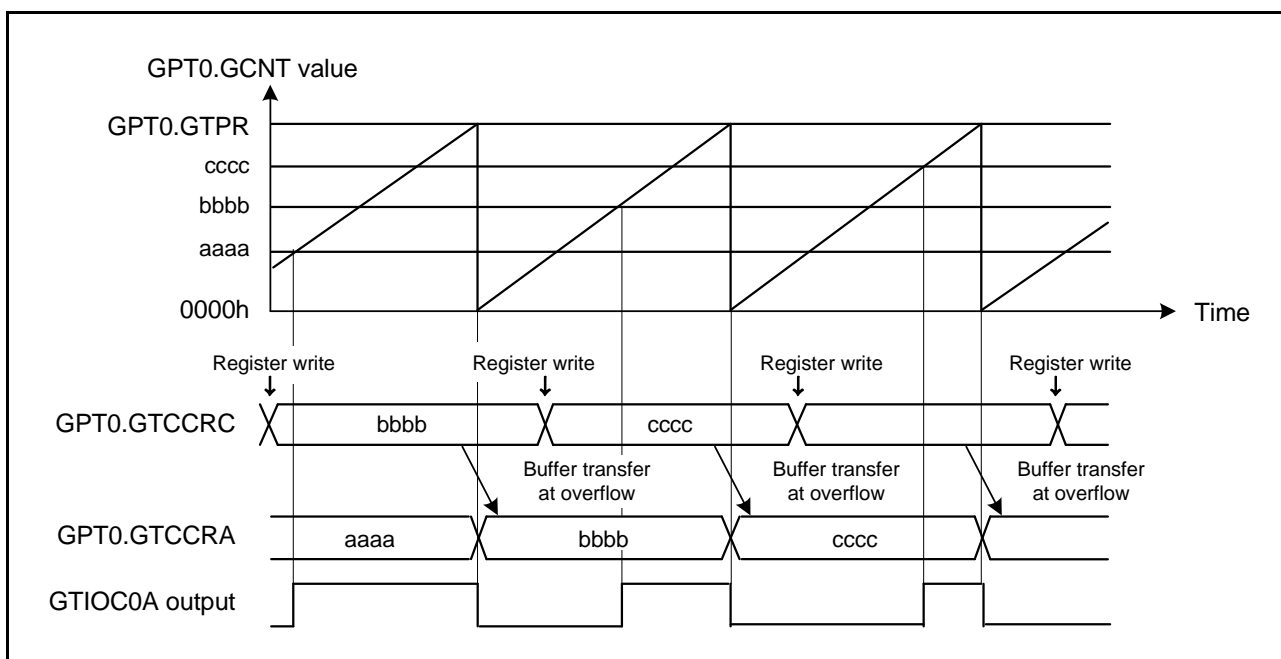 GPT0.GCNT value
GPT0.GTPR
cccc
bbbb
aaaa
0000h
Time
Register write Register write Register write Register write
GPT0.GTCCRC bbbb cccc
Buffer transfer at overflow
Buffer transfer at overflow
Buffer transfer at overflow
GPT0.GTCCRA aaaa bbbb cccc
GTIOC0A output